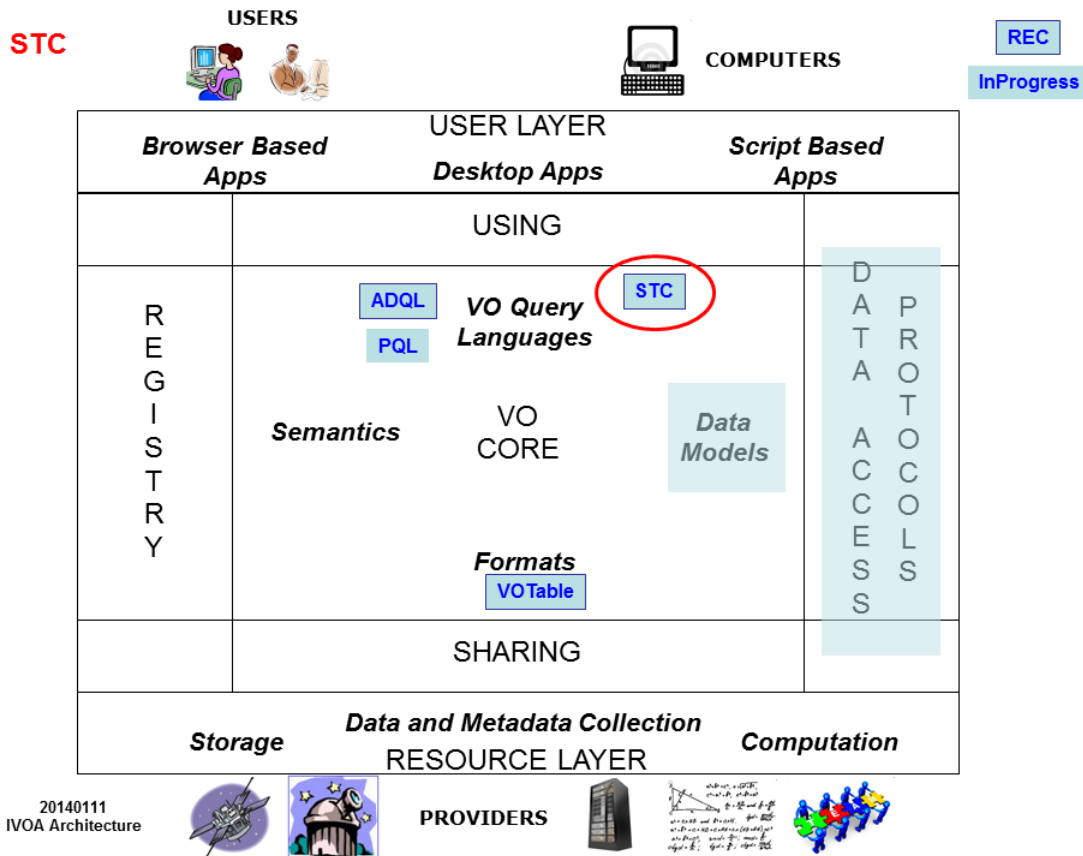 STC
USERS
COMPUTERS
REC
InProgress
USER LAYER
Browser Based
Apps
Desktop Apps
Script Based
Apps
USING
REGISTRY
ADQL
PQL
VO Query
Languages
STC
Semantics
VO
CORE
Data
Models
Formats
VOTable
DATA ACCESS
PROTOCOLS
SHARING
Storage
Data and Metadata Collection
RESOURCE LAYER
Computation
20140111
IVOA Architecture
PROVIDERS